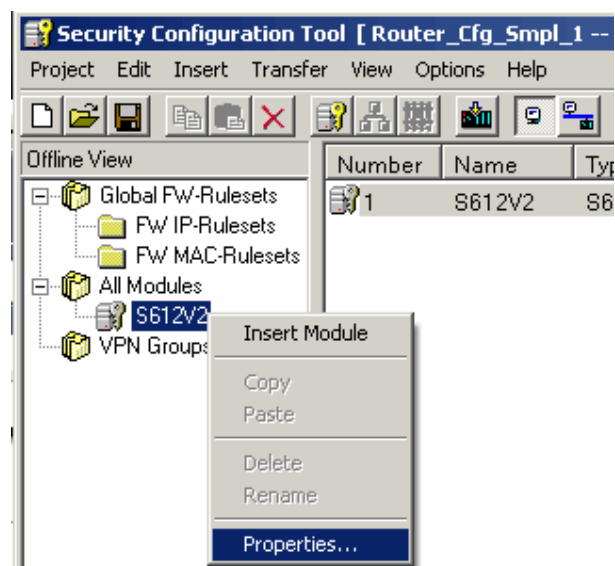 Security Configuration Tool [ Router_Cfg_Smpl_1 --
Project Edit Insert Transfer View Options Help
Offline View
Number Name Typ
Global FW-Rulesets
1 S612V2 S6
FW IP-Rulesets
FW MAC-Rulesets
All Modules
S612V2
VPN Groups
Insert Module
Copy
Paste
Delete
Rename
Properties...